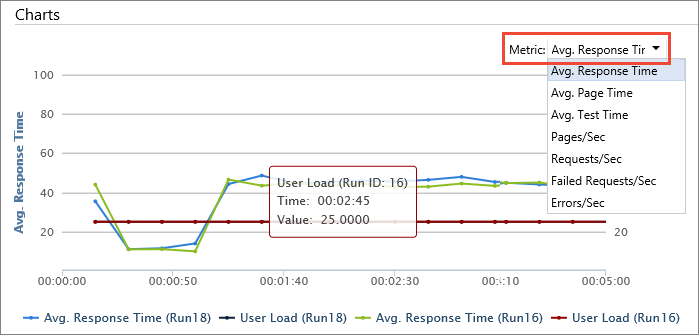 Charts
Metric: Avg. Response Tir
Avg. Response Time
Avg. Page Time
Avg. Test Time
Pages/Sec
Requests/Sec
Failed Requests/Sec
Errors/Sec
Avg. Response Time
100
80
60
40
20
20
User Load (Run ID: 16)
Time: 00:02:45
Value: 25.0000
00:00:00
00:00:50
00:01:40
00:02:30
00:04:10
00:05:00
Avg. Response Time (Run18)
User Load (Run18)
Avg. Response Time (Run16)
User Load (Run16)